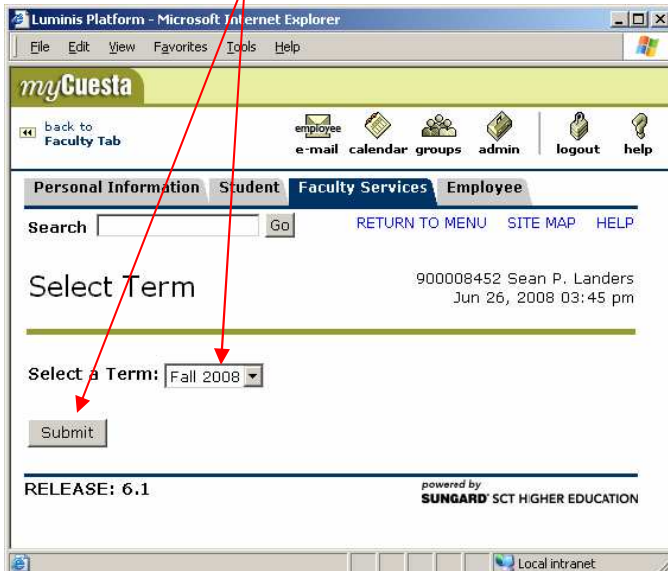 Luminis Platform - Microsoft Internet Explorer
File Edit View Favorites Tools Help
myCuesta
back to
Faculty Tab
employee
e-mail calendar groups admin logout help
Personal Information Student Faculty Services Employee
Search Go RETURN TO MENU SITE MAP HELP
Select Term
900008452 Sean P. Landers
Jun 26, 2008 03:45 pm
Select a Term: Fall 2008
Submit
RELEASE: 6.1
powered by
SUNGARD® SCT HIGHER EDUCATION
Local intranet